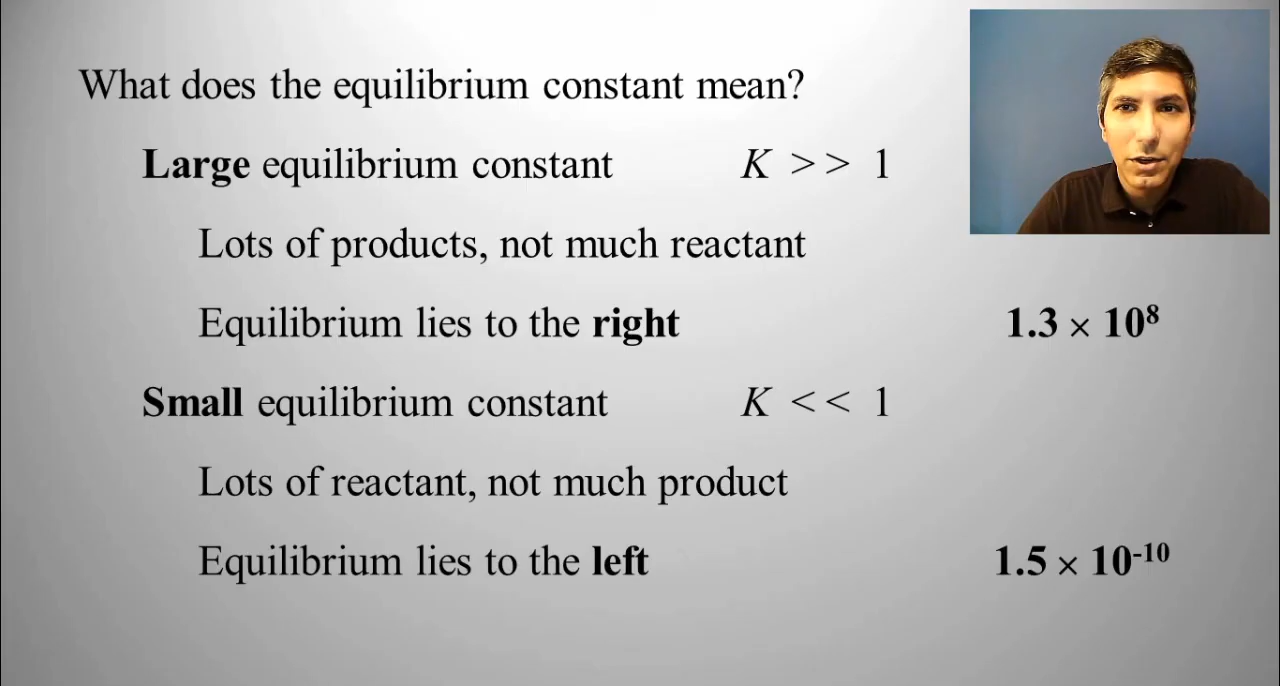 What does the equilibrium constant mean?
Large equilibrium constant K >> 1
Lots of products, not much reactant
Equilibrium lies to the right 1.3 × 10⁸
Small equilibrium constant K << 1
Lots of reactant, not much product
Equilibrium lies to the left 1.5 × 10⁻¹⁰